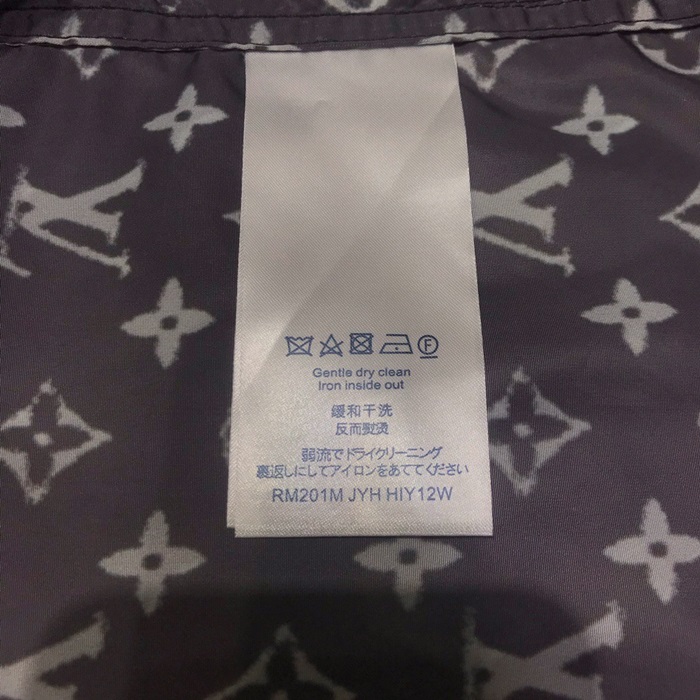 F
Gentle dry clean
Iron inside out
緩和干洗
反而熨燙
弱流でドライクリーニング
裏返しにしてアイロンをあててください
RM201M JYH HIY12W